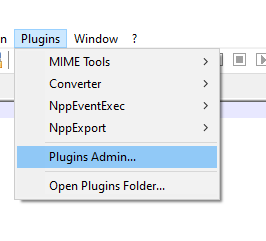 n Plugins Window ?
MIME Tools
Converter
NppEventExec
NppExport
Plugins Admin...
Open Plugins Folder...